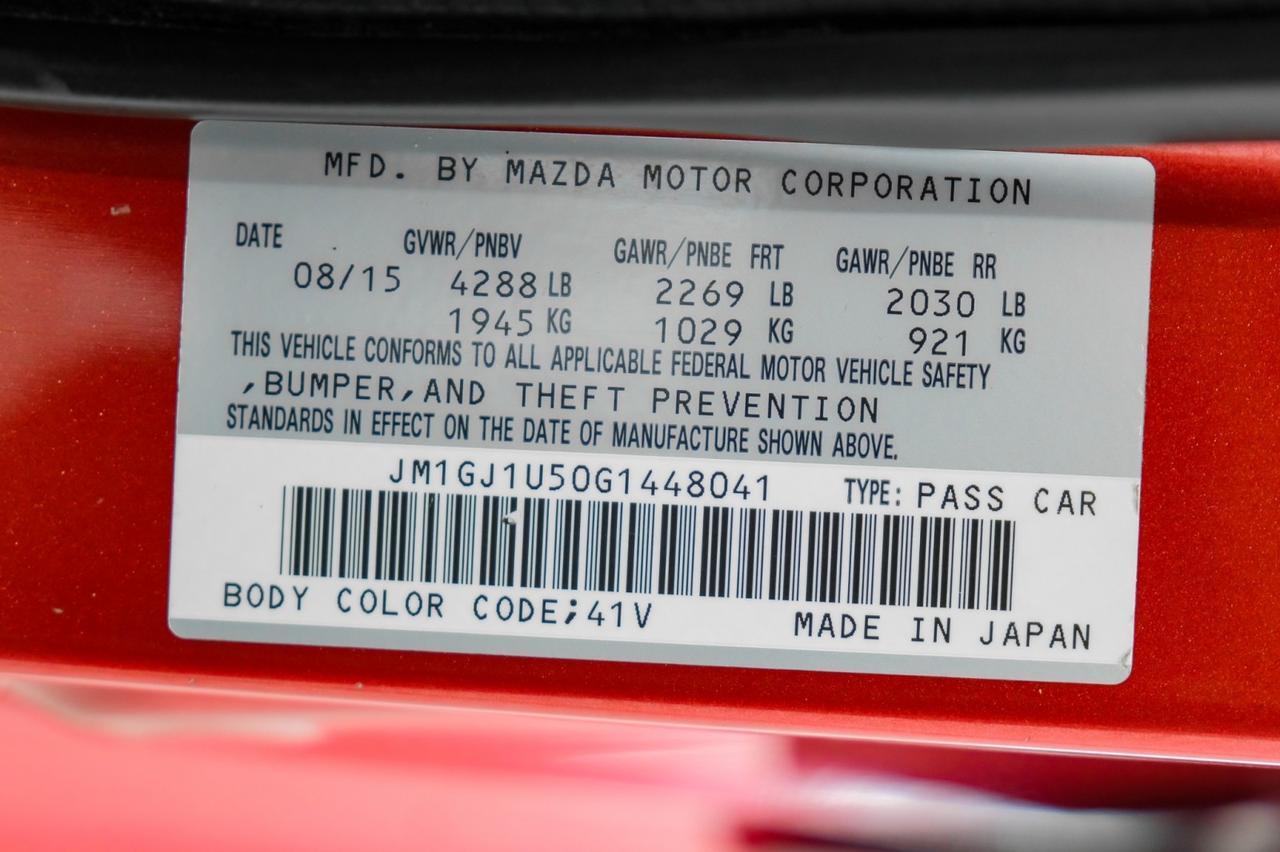 MFD. BY MAZDA MOTOR CORPORATION
DATE GVWR/PNBV GAWR/PNBE FRT GAWR/PNBE RR
08/15 4288 LB 2269 LB 2030 LB
1945 KG 1029 KG 921 KG
THIS VEHICLE CONFORMS TO ALL APPLICABLE FEDERAL MOTOR VEHICLE SAFETY
,BUMPER,AND THEFT PREVENTION
STANDARDS IN EFFECT ON THE DATE OF MANUFACTURE SHOWN ABOVE.
JM1GJ1U50G1448041 TYPE: PASS CAR
BODY COLOR CODE;41V MADE IN JAPAN